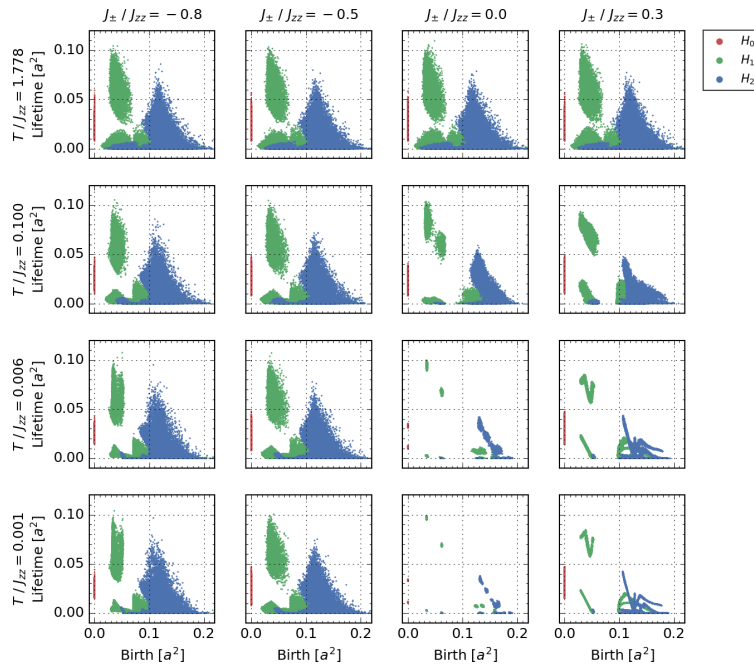 J± / Jzz = −0.8
J± / Jzz = −0.5
J± / Jzz = 0.0
J± / Jzz = 0.3
H0
H1
H2
T / Jzz = 1.778
Lifetime [a²]
0.10
0.05
0.00
T / Jzz = 0.100
Lifetime [a²]
0.10
0.05
0.00
T / Jzz = 0.006
Lifetime [a²]
0.10
0.05
0.00
T / Jzz = 0.001
Lifetime [a²]
0.10
0.05
0.00
0.0 0.1 0.2 0.0 0.1 0.2 0.0 0.1 0.2 0.0 0.1 0.2
Birth [a²] Birth [a²] Birth [a²] Birth [a²]